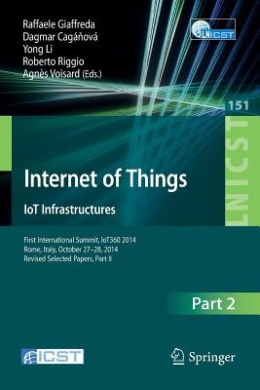 Raffaele Giaffreda
Dagmar Cagáňová
Yong Li
Roberto Riggio
Agnès Voisard (Eds.)
ICST
151
LNICST
Internet of Things
IoT Infrastructures
First International Summit, IoT360 2014
Rome, Italy, October 27–28, 2014
Revised Selected Papers, Part II
Part 2
ICST
Springer